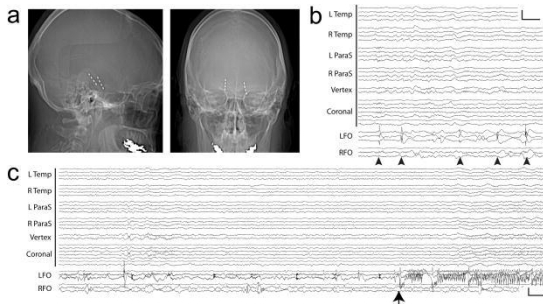 a
b
L Temp
R Temp
L ParaS
R ParaS
Vertex
Coronal
LFO
RFO
c
L Temp
R Temp
L ParaS
R ParaS
Vertex
Coronal
LFO
RFO